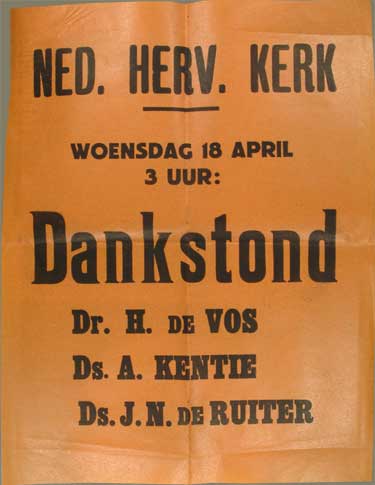 NED. HERV. KERK
WOENSDAG 18 APRIL
3 UUR:
Dankstond
Dr. H. DE VOS
Ds. A. KENTIE
Ds. J. N. DE RUITER